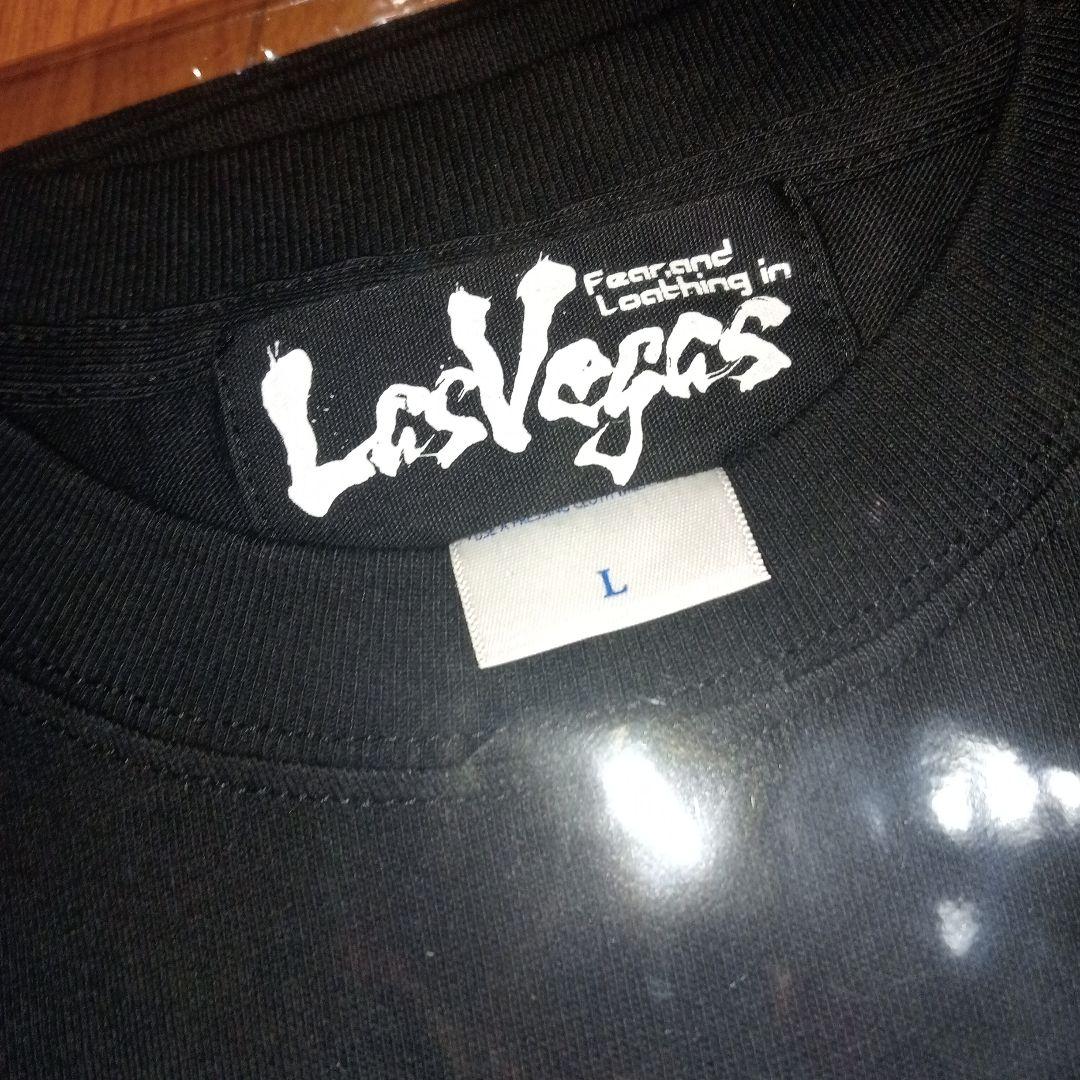 Fear,and
Loathing in
LasVegas
L